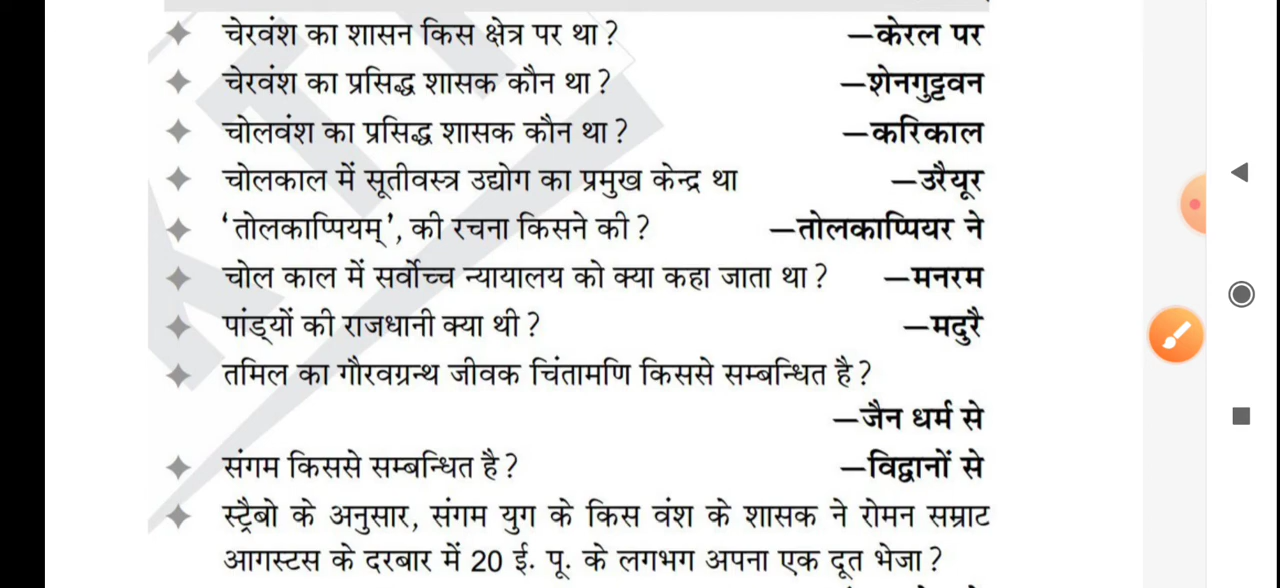 चेरवंश का शासन किस क्षेत्र पर था? —केरल पर
चेरवंश का प्रसिद्ध शासक कौन था? —शेनगुट्टवन
चोलवंश का प्रसिद्ध शासक कौन था? —करिकाल
चोलकाल में सूतीवस्त्र उद्योग का प्रमुख केन्द्र था —उरैयूर
‘तोलकाप्पियम्’, की रचना किसने की? —तोलकाप्पियर ने
चोल काल में सर्वोच्च न्यायालय को क्या कहा जाता था? —मनरम
पांड्यों की राजधानी क्या थी? —मदुरै
तमिल का गौरवग्रन्थ जीवक चिंतामणि किससे सम्बन्धित है?
—जैन धर्म से
संगम किससे सम्बन्धित है? —विद्वानों से
स्ट्रैबो के अनुसार, संगम युग के किस वंश के शासक ने रोमन सम्राट
आगस्टस के दरबार में 20 ई. पू. के लगभग अपना एक दूत भेजा?